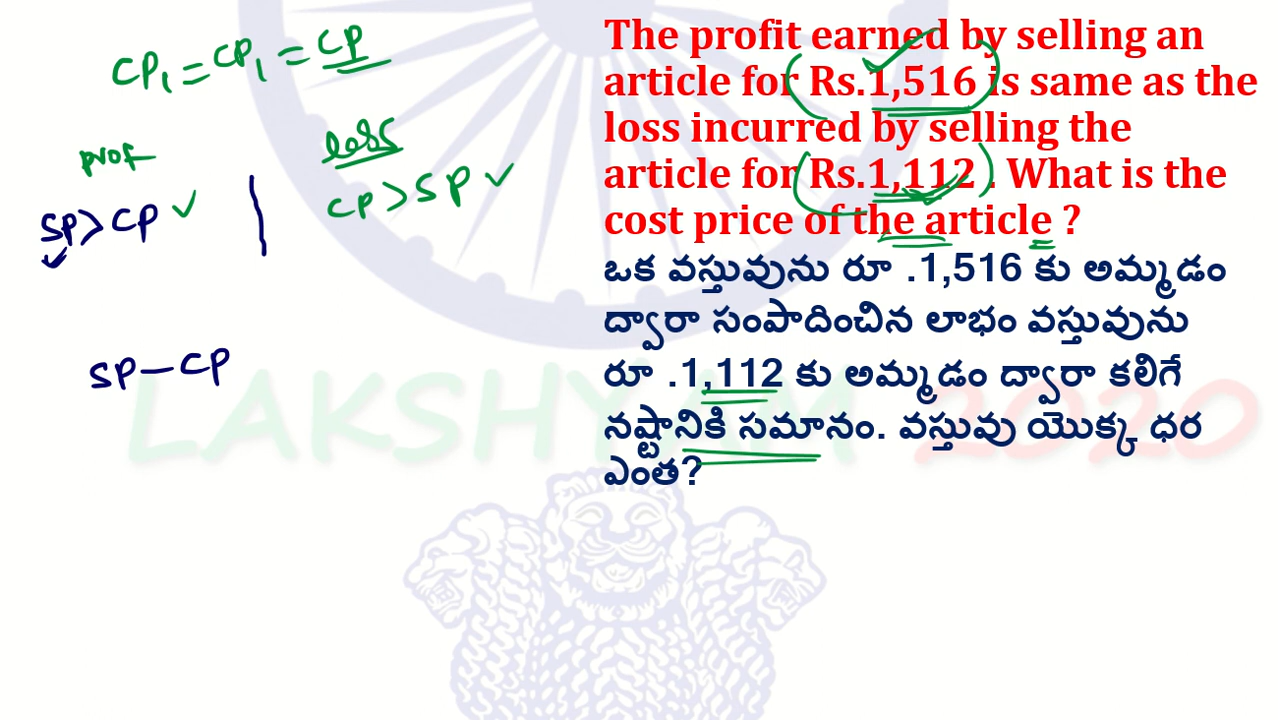 CP₁ = CP₁ = CP
prof
loss
SP > CP ✓
CP > SP ✓
SP - CP
The profit earned by selling an
article for Rs.1,516 is same as the
loss incurred by selling the
article for Rs.1,112 . What is the
cost price of the article ?
ఒక వస్తువును రూ .1,516 కు అమ్మడం
ద్వారా సంపాదించిన లాభం వస్తువును
రూ .1,112 కు అమ్మడం ద్వారా కలిగే
నష్టానికి సమానం. వస్తువు యొక్క ధర
ఎంత?
LAKSHYAM 2020